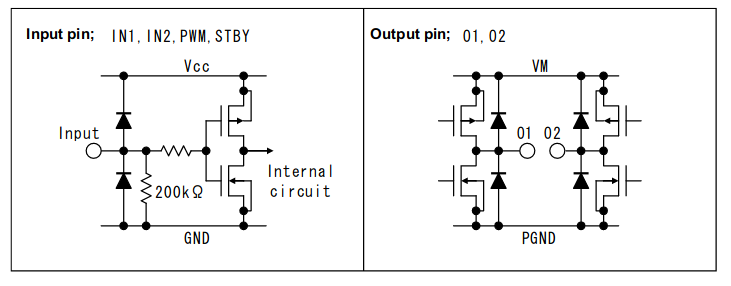 Input pin; IN1, IN2, PWM, STBY
Vcc
Input
Internal
circuit
200kΩ
GND
Output pin; O1, O2
VM
O1 O2
PGND